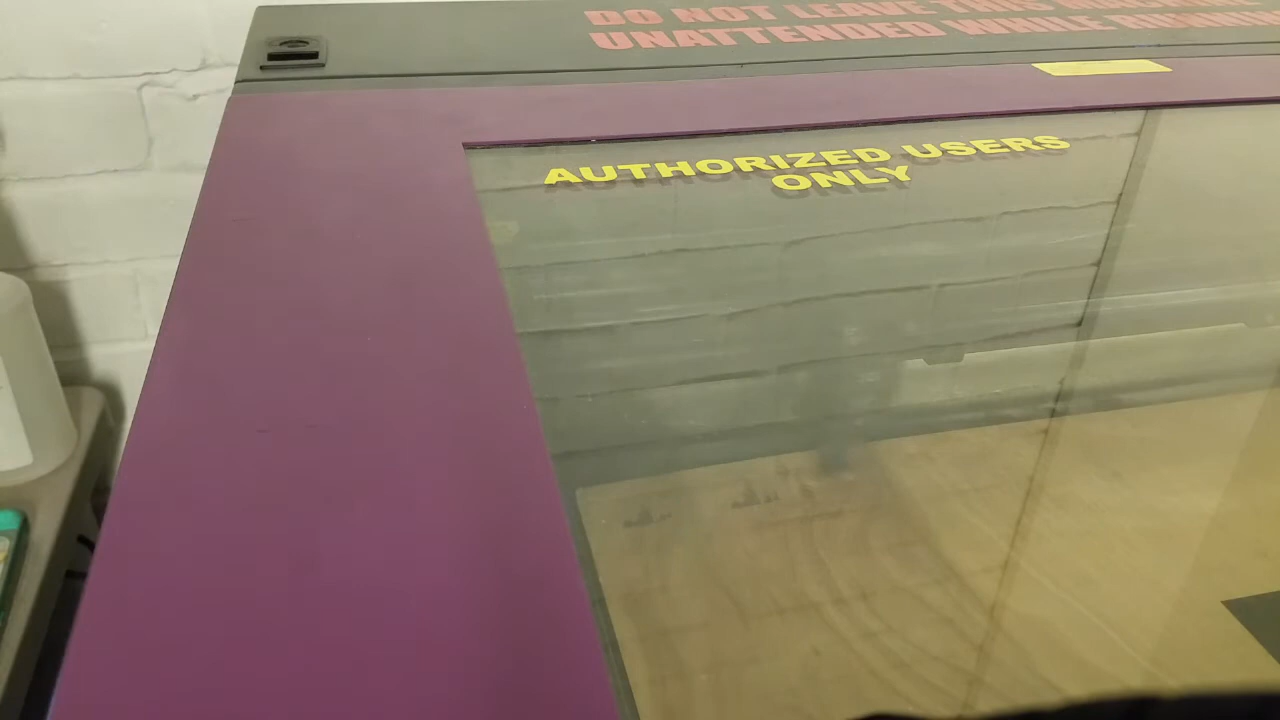 DO NOT LEAVE THIS MACHINE
UNATTENDED WHILE RUNNING
AUTHORIZED USERS
ONLY